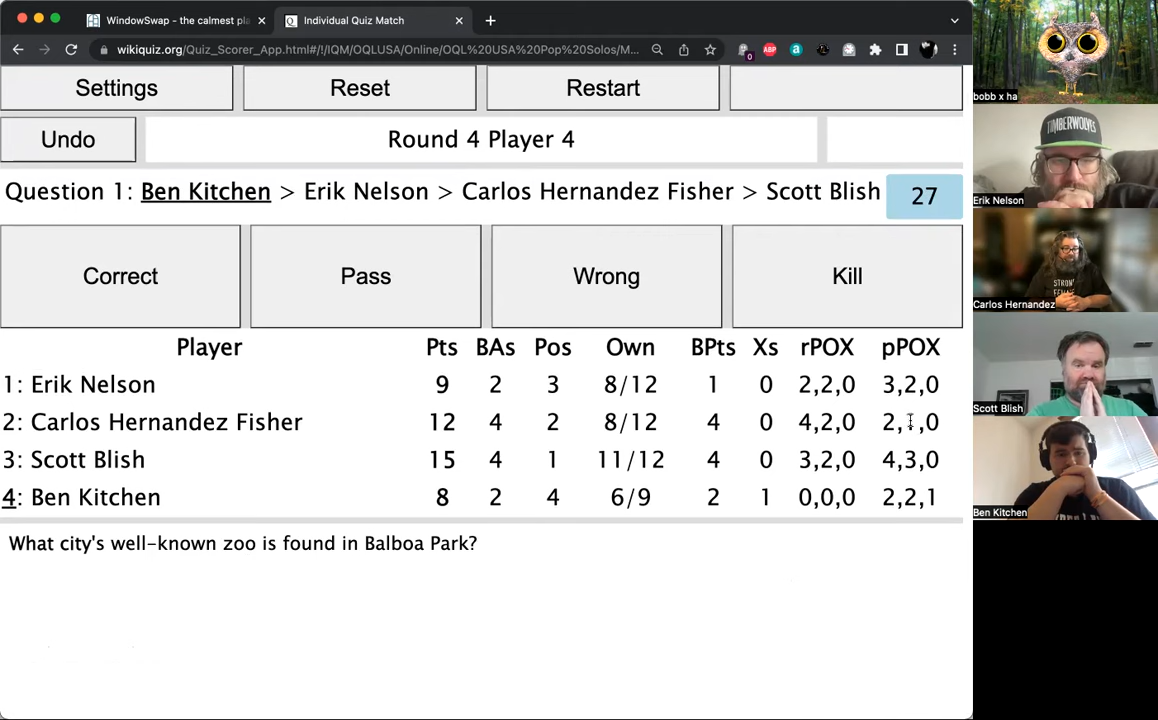 WindowSwap - the calmest pla
Individual Quiz Match
wikiquiz.org/Quiz_Scorer_App.html#!/IQM/OQLUSA/Online/OQL%20USA%20Pop%20Solos/M...
0
ABP
a
Settings
Reset
Restart
Undo
Round 4 Player 4
Question 1: Ben Kitchen > Erik Nelson > Carlos Hernandez Fisher > Scott Blish
27
Correct
Pass
Wrong
Kill
Player Pts BAs Pos Own BPts Xs rPOX pPOX
1: Erik Nelson 9 2 3 8/12 1 0 2,2,0 3,2,0
2: Carlos Hernandez Fisher 12 4 2 8/12 4 0 4,2,0 2, ,0
3: Scott Blish 15 4 1 11/12 4 0 3,2,0 4,3,0
4: Ben Kitchen 8 2 4 6/9 2 1 0,0,0 2,2,1
What city's well-known zoo is found in Balboa Park?
bobb x ha
TIMBERWOLVES
Erik Nelson
STRON
FEMALE
Carlos Hernandez
Scott Blish
Ben Kitchen